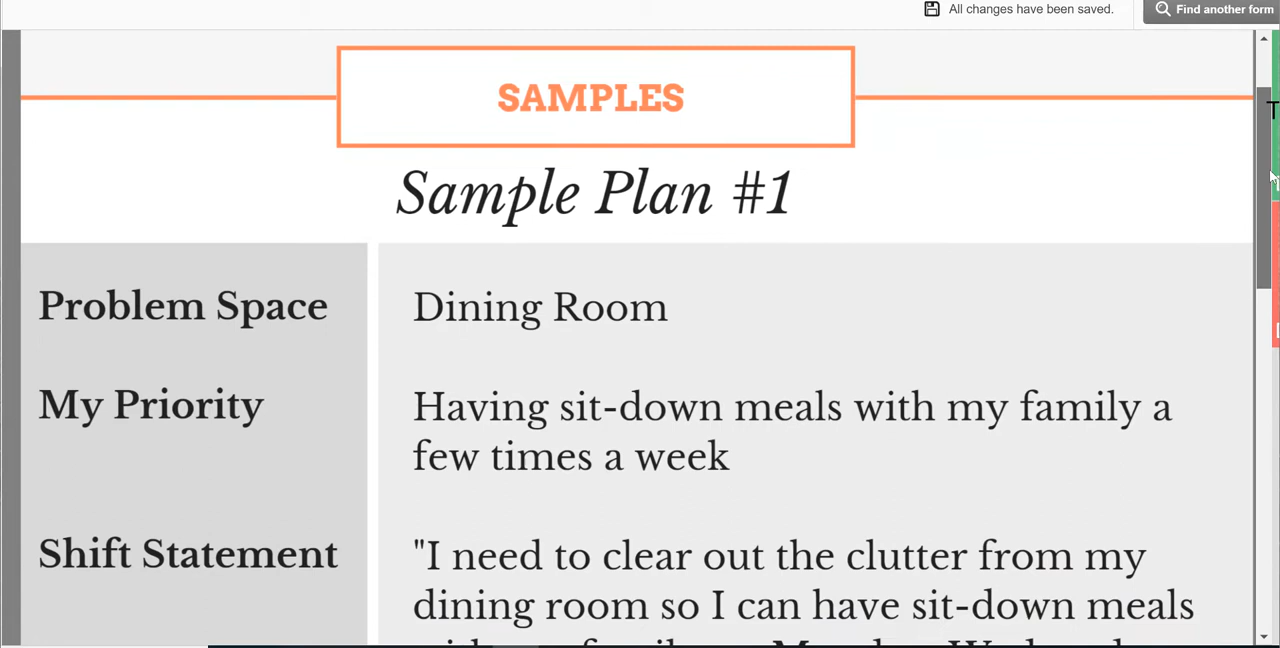 All changes have been saved.
Find another form
SAMPLES
Sample Plan #1
Problem Space
Dining Room
My Priority
Having sit-down meals with my family a
few times a week
Shift Statement
"I need to clear out the clutter from my
dining room so I can have sit-down meals